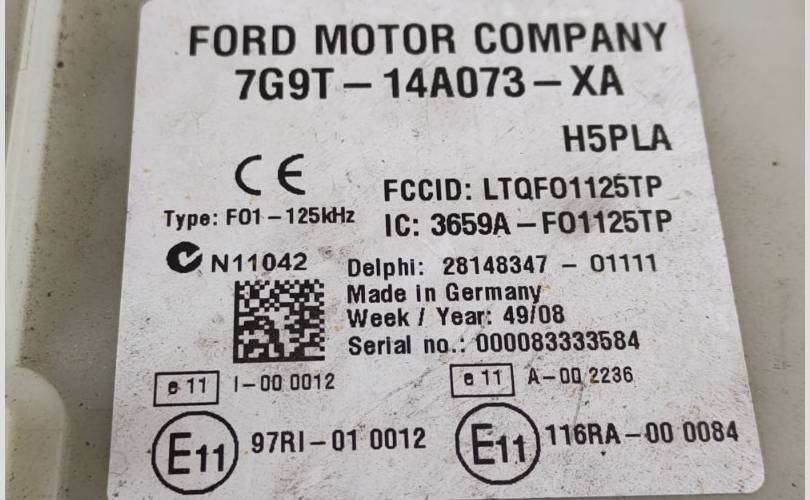 FORD MOTOR COMPANY
7G9T-14A073-XA
H5PLA
CE
FCCID: LTQFO1125TP
Type: FO1-125kHz
IC: 3659A-FO1125TP
N11042
Delphi: 28148347 - 01111
Made in Germany
Week / Year: 49/08
Serial no.: 000083333584
e 11 I-00 0012
e 11 A-00 2236
E11 97RI-01 0012
E11 116RA-00 0084